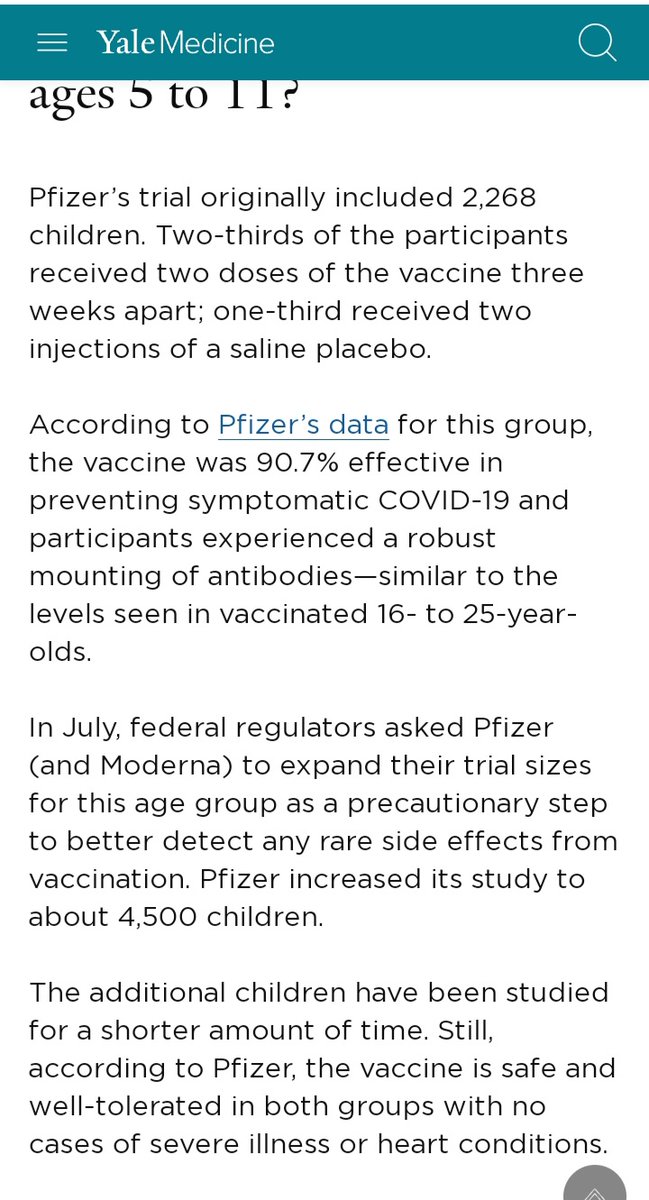 Yale Medicine
ages 5 to 11?
Pfizer’s trial originally included 2,268
children. Two-thirds of the participants
received two doses of the vaccine three
weeks apart; one-third received two
injections of a saline placebo.
According to Pfizer’s data for this group,
the vaccine was 90.7% effective in
preventing symptomatic COVID-19 and
participants experienced a robust
mounting of antibodies—similar to the
levels seen in vaccinated 16- to 25-year-
olds.
In July, federal regulators asked Pfizer
(and Moderna) to expand their trial sizes
for this age group as a precautionary step
to better detect any rare side effects from
vaccination. Pfizer increased its study to
about 4,500 children.
The additional children have been studied
for a shorter amount of time. Still,
according to Pfizer, the vaccine is safe and
well-tolerated in both groups with no
cases of severe illness or heart conditions.